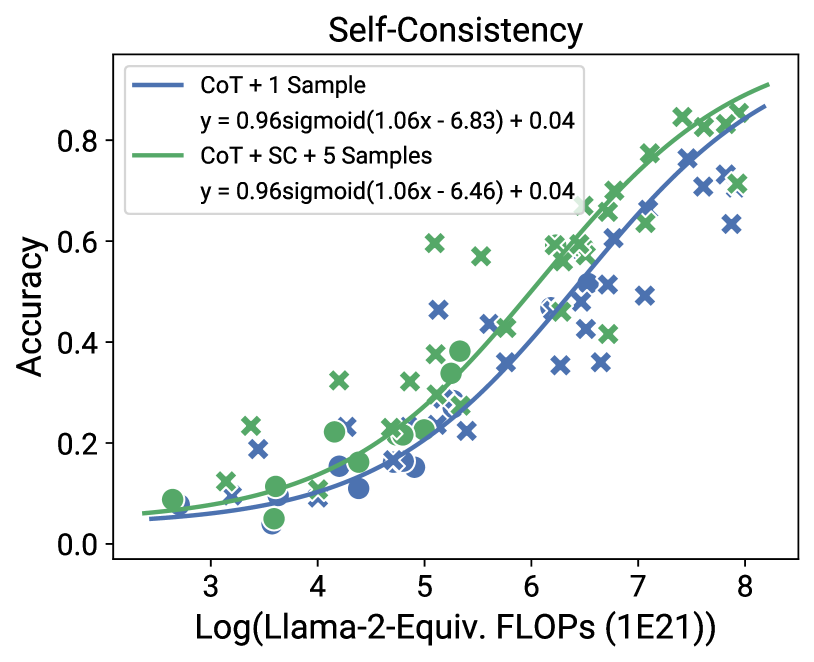 Self-Consistency
CoT + 1 Sample
y = 0.96sigmoid(1.06x - 6.83) + 0.04
CoT + SC + 5 Samples
y = 0.96sigmoid(1.06x - 6.46) + 0.04
Accuracy
0.8
0.6
0.4
0.2
0.0
3 4 5 6 7 8
Log(Llama-2-Equiv. FLOPs (1E21))